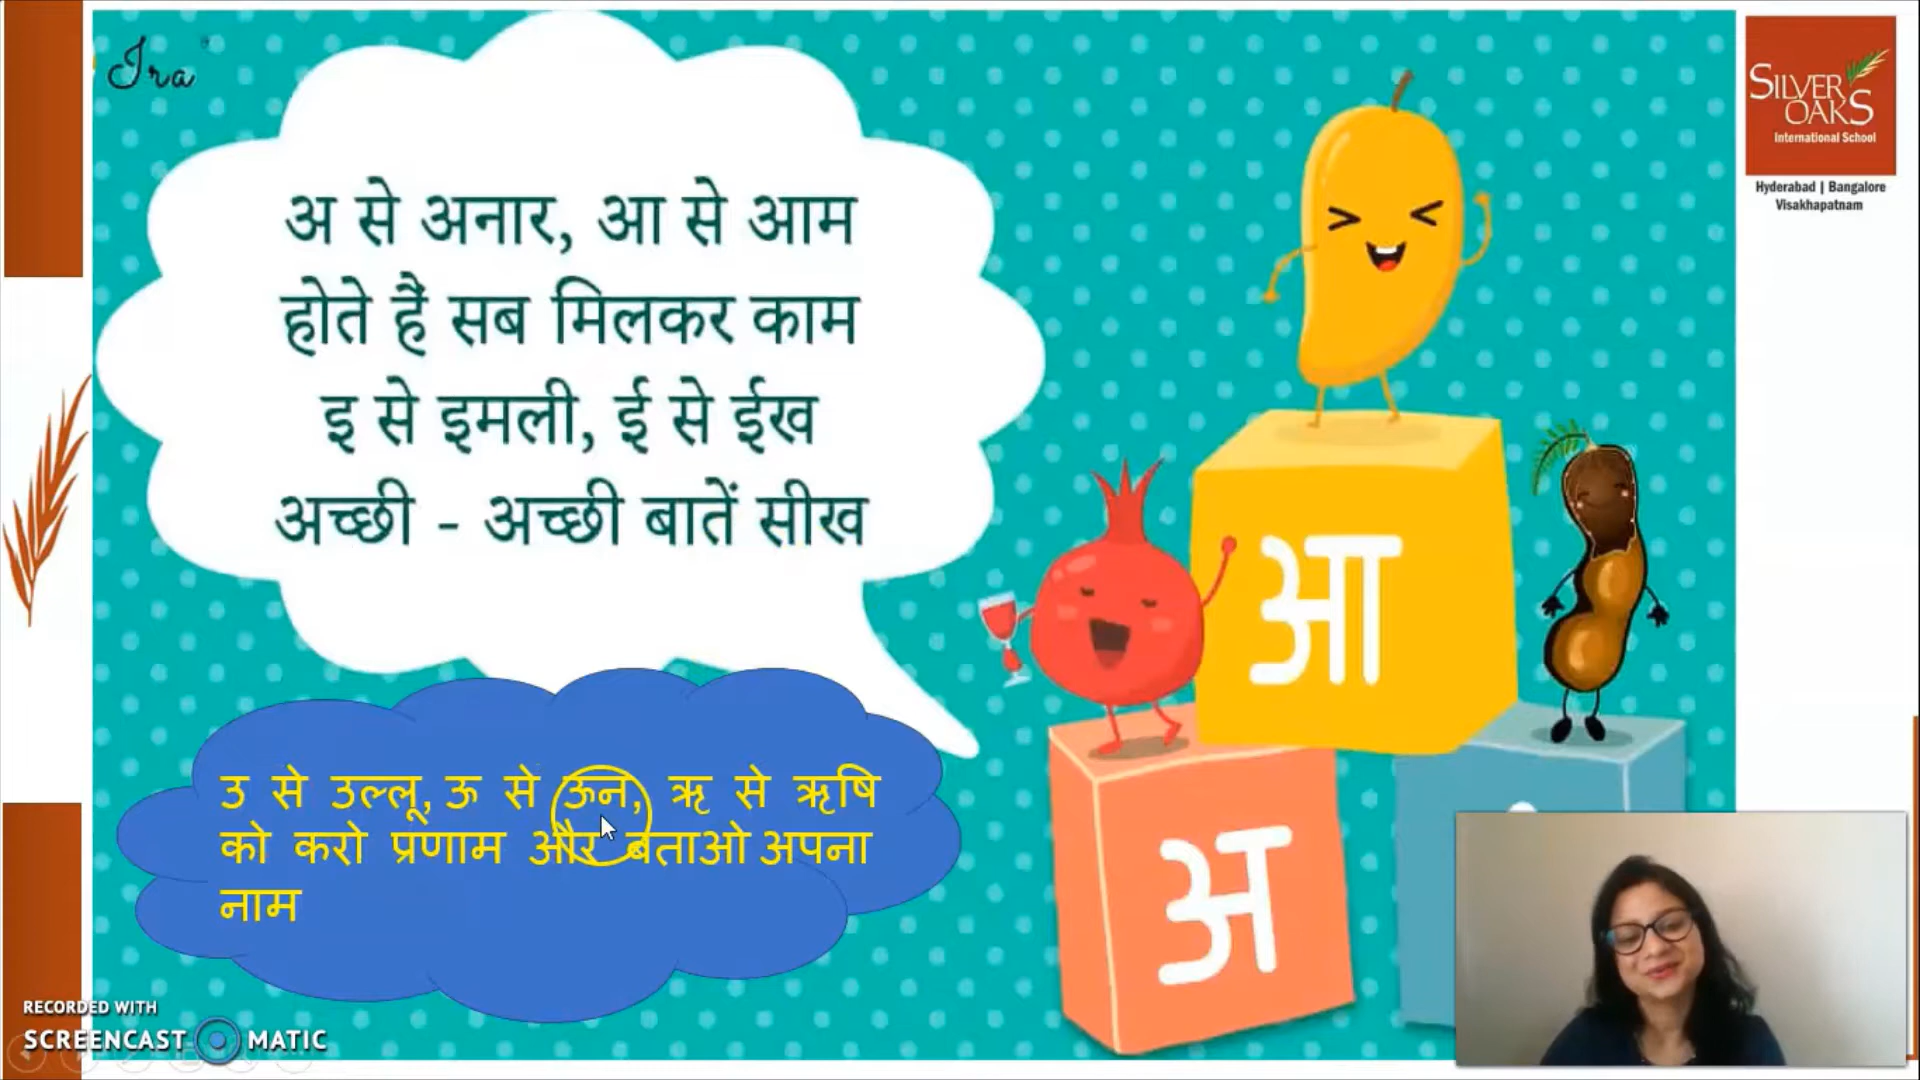 Ira
SILVER
OAKS
International School
Hyderabad | Bangalore
Visakhapatnam
अ से अनार, आ से आम
होते हैं सब मिलकर काम
इ से इमली, ई से ईख
अच्छी - अच्छी बातें सीख
उ से उल्लू, ऊ से ऊन, ऋ से ऋषि
को करो प्रणाम और बताओ अपना
नाम
आ
अ
RECORDED WITH
SCREENCAST MATIC